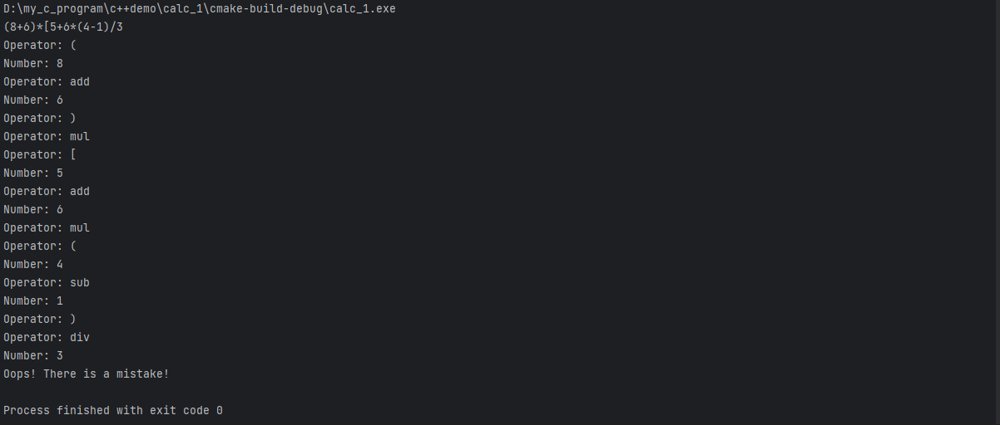 D:\my_c_program\c++demo\calc_1\cmake-build-debug\calc_1.exe
(8+6)*[5+6*(4-1)/3
Operator: (
Number: 8
Operator: add
Number: 6
Operator: )
Operator: mul
Operator: [
Number: 5
Operator: add
Number: 6
Operator: mul
Operator: (
Number: 4
Operator: sub
Number: 1
Operator: )
Operator: div
Number: 3
Oops! There is a mistake!
Process finished with exit code 0